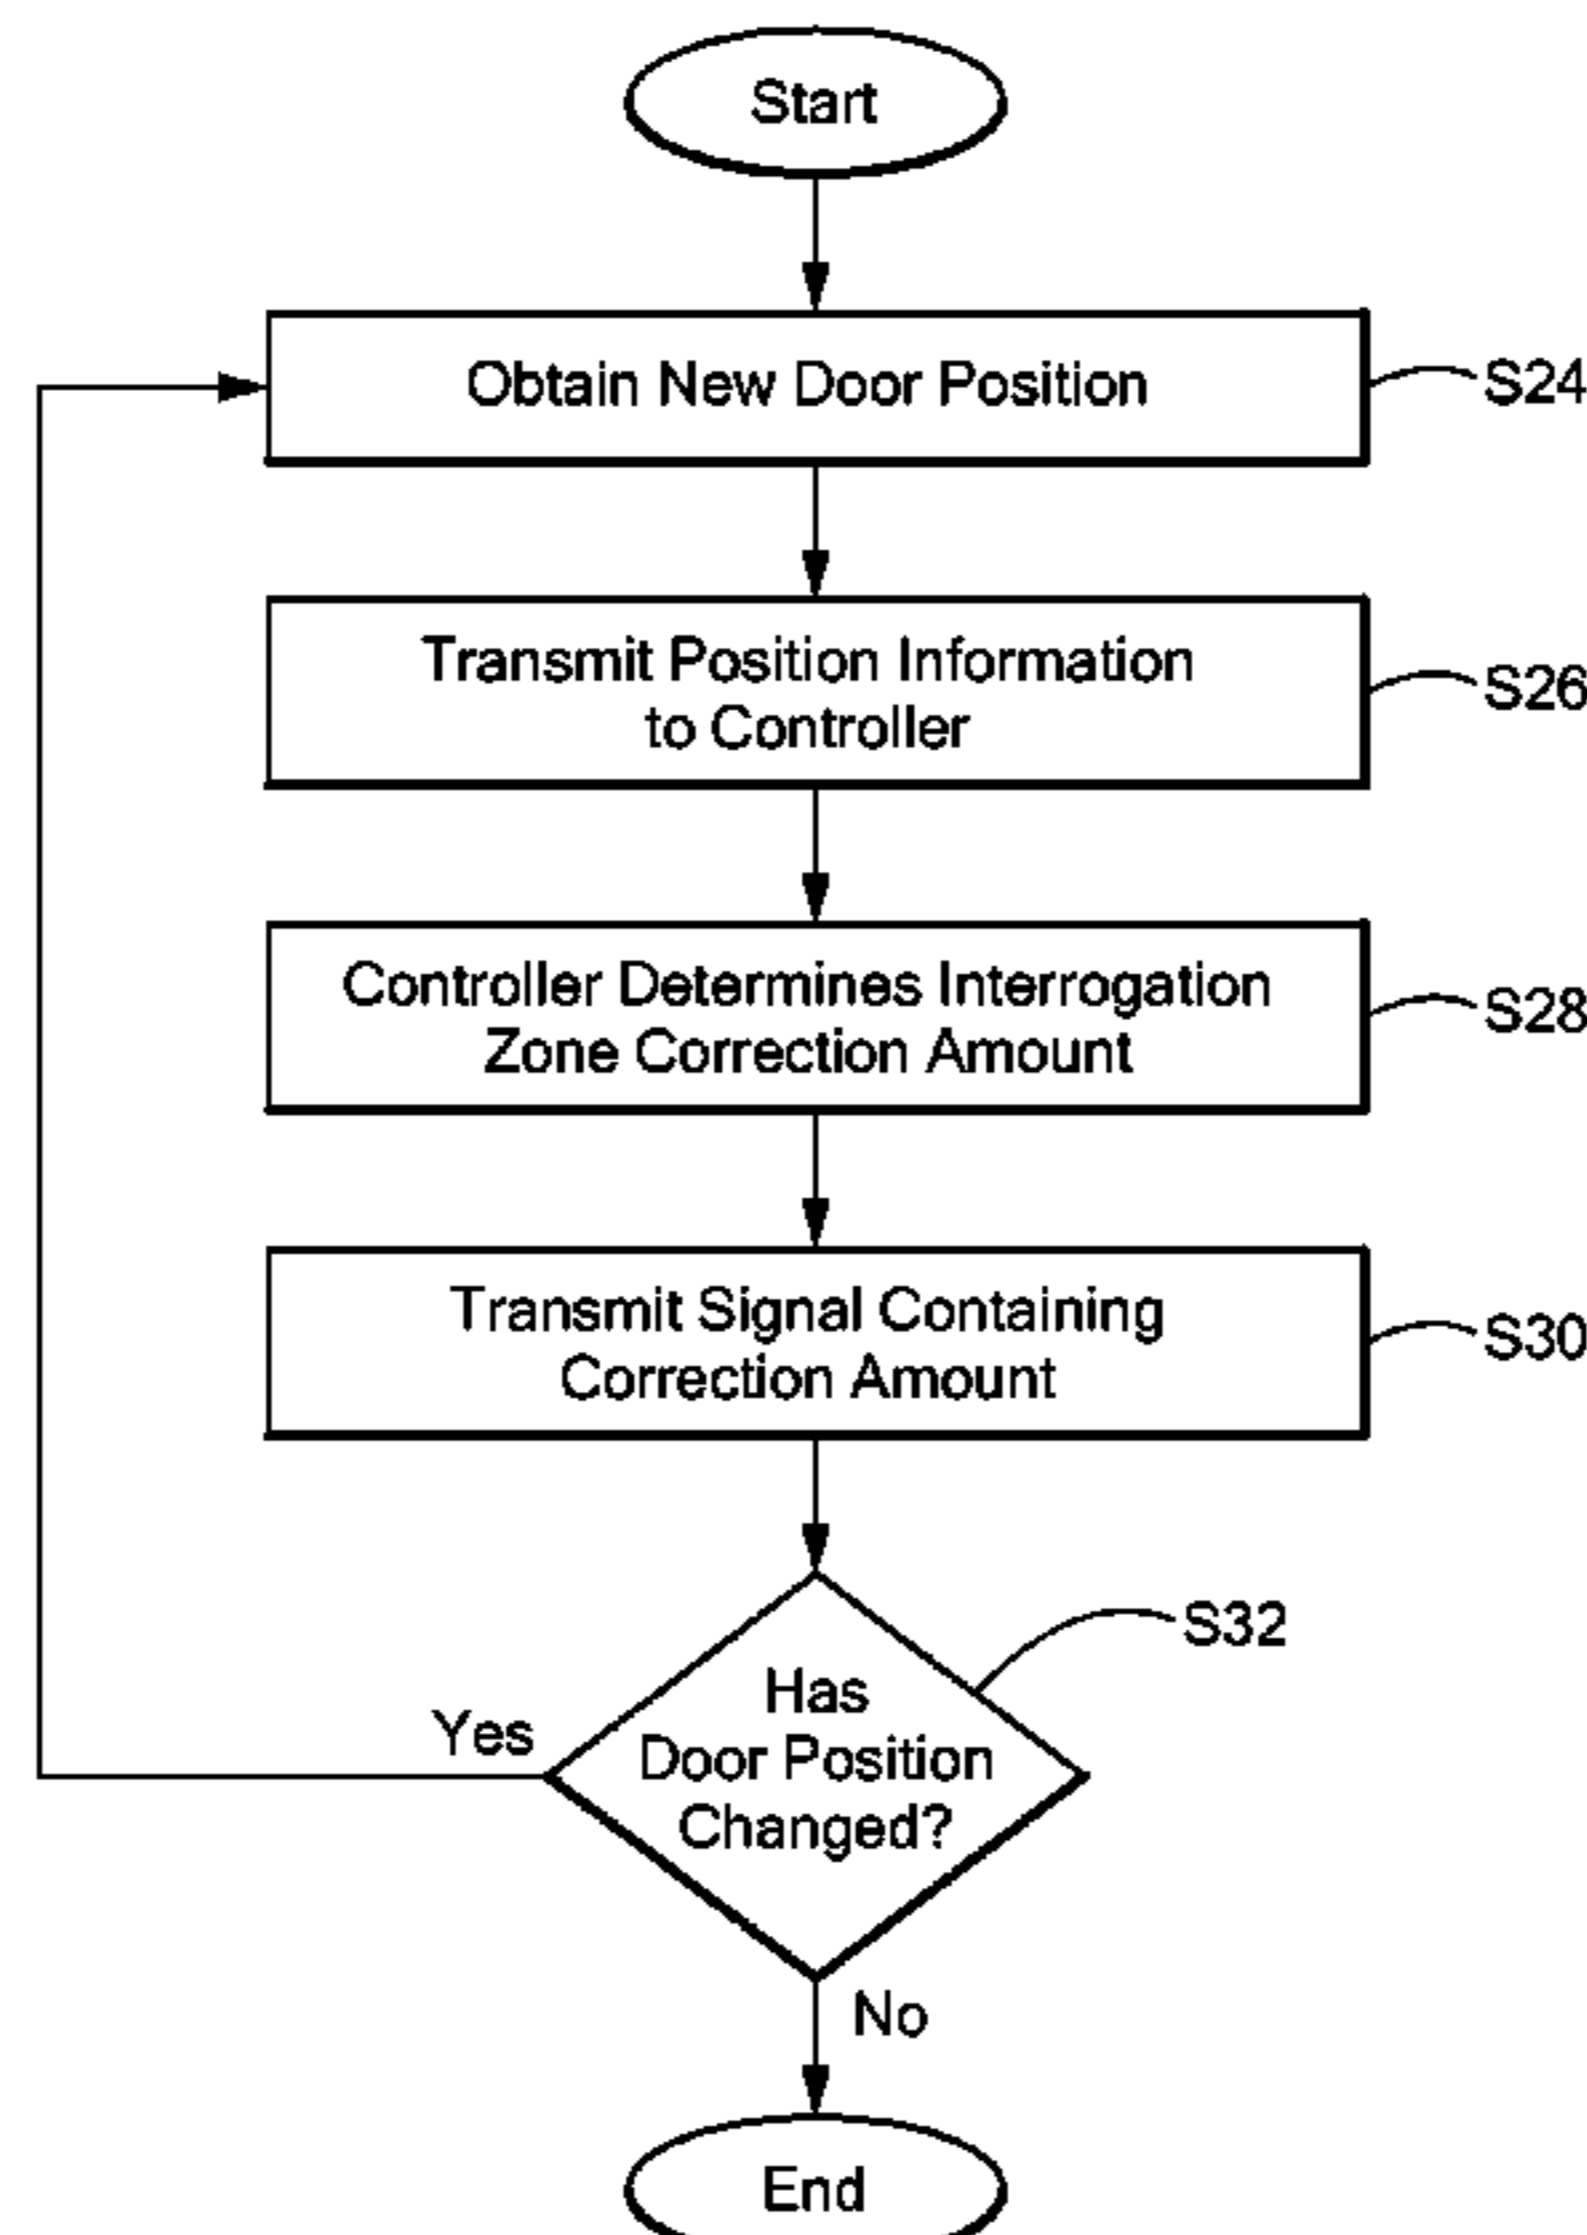 Start
Obtain New Door Position
S24
Transmit Position Information
to Controller
S26
Controller Determines Interrogation
Zone Correction Amount
S28
Transmit Signal Containing
Correction Amount
S30
S32
Has
Door Position
Changed?
Yes
No
End